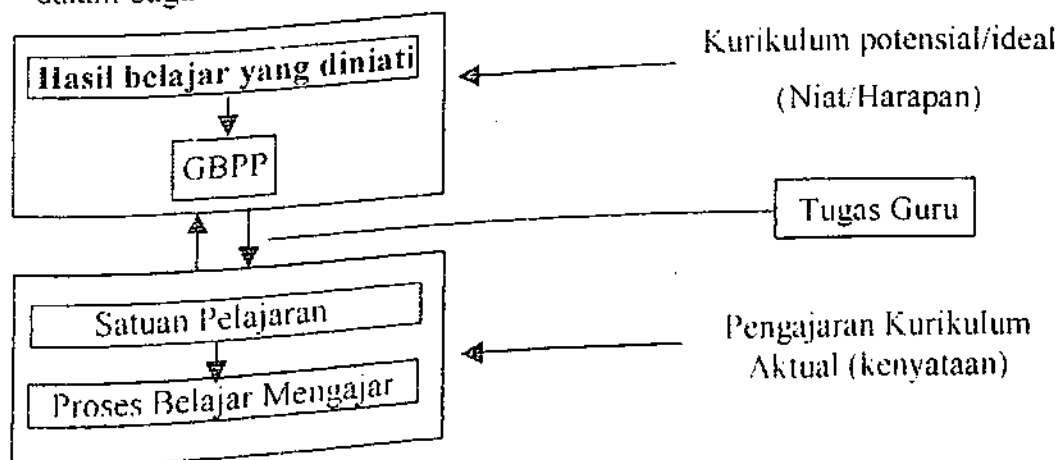 Kurikulum potensial/ideal
(Niat/Harapan)
Hasil belajar yang diniati
GBPP
Tugas Guru
Satuan Pelajaran
Proses Belajar Mengajar
Pengajaran Kurikulum
Aktual (kenyataan)